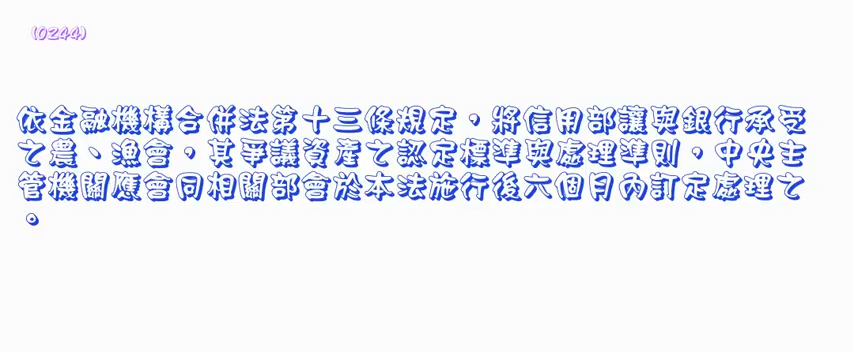 (0244)
依金融機構合併法第十三條規定，將信用部讓與銀行承受
之農、漁會，其爭議資產之認定標準與處理準則，中央主
管機關應會同相關部會於本法施行後六個月內訂定處理之
。